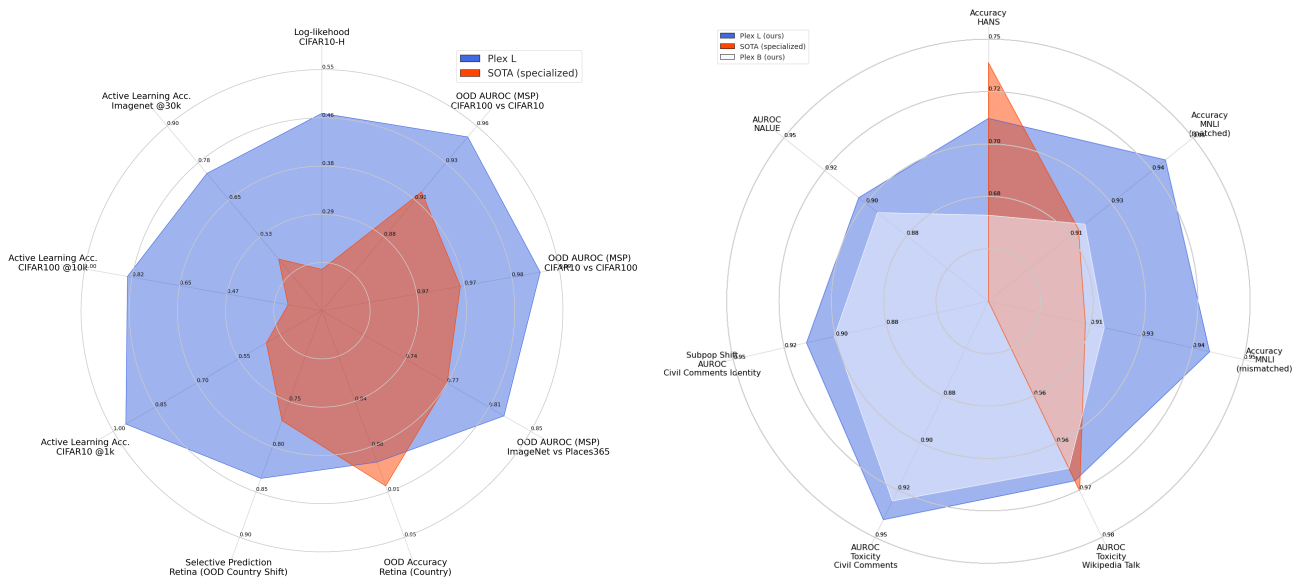 Log-likehood
CIFAR10-H
0.55
0.46
0.38
0.29
Plex L
SOTA (specialized)
OOD AUROC (MSP)
CIFAR100 vs CIFAR10
0.96
0.93
0.91
0.88
OOD AUROC (MSP)
CIFAR10 vs CIFAR100
0.98
0.97
0.97
OOD AUROC (MSP)
ImageNet vs Places365
0.85
0.81
0.77
0.74
OOD Accuracy
Retina (Country)
0.95
0.91
0.88
0.84
Selective Prediction
Retina (OOD Country Shift)
0.90
0.85
0.80
0.75
Active Learning Acc.
CIFAR10 @1k
1.00
0.85
0.70
0.55
Active Learning Acc.
CIFAR100 @10k
1.00
0.82
0.65
0.47
Active Learning Acc.
Imagenet @30k
0.90
0.78
0.65
0.53
Plex L (ours)
SOTA (specialized)
Plex B (ours)
Accuracy
HANS
0.75
0.72
0.70
0.68
Accuracy
MNLI
(matched)
0.94
0.93
0.91
Accuracy
MNLI
(mismatched)
0.95
0.94
0.93
0.91
AUROC
Toxicity
Wikipedia Talk
0.98
0.97
0.96
0.96
AUROC
Toxicity
Civil Comments
0.95
0.92
0.90
0.88
Subpop Shift
AUROC
Civil Comments Identity
0.95
0.92
0.90
0.88
AUROC
NALUE
0.95
0.92
0.90
0.88